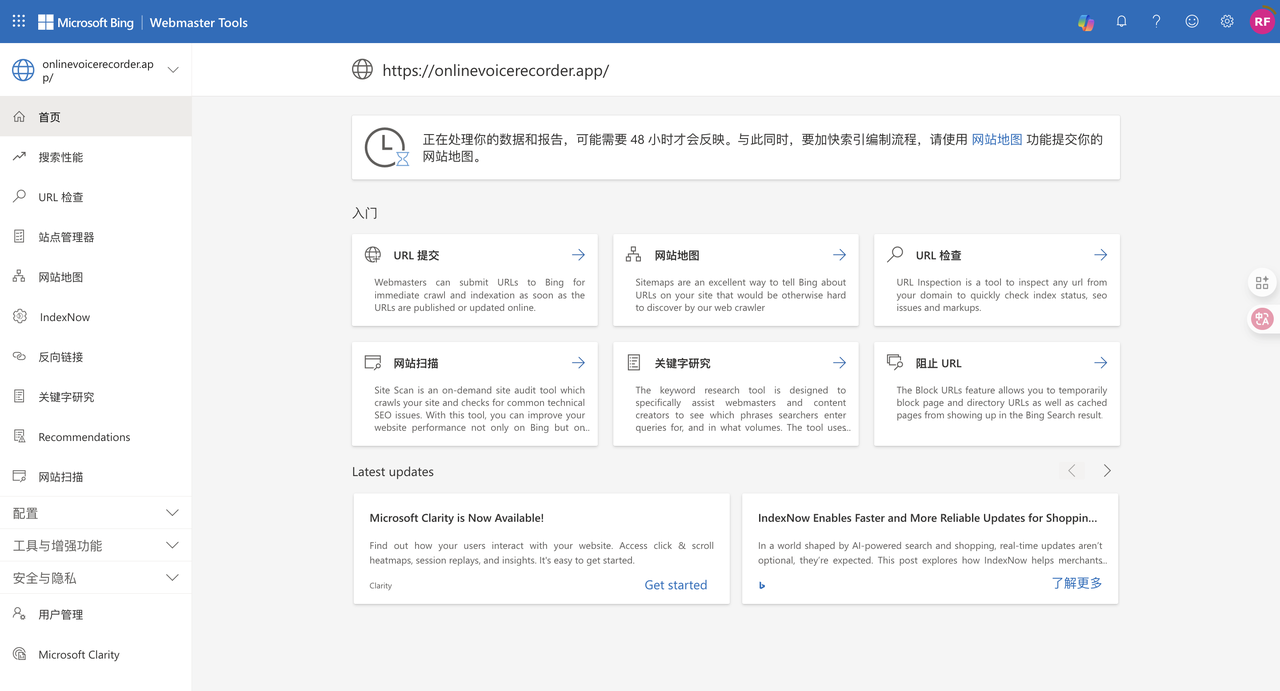 Microsoft Bing | Webmaster Tools
RF
onlinevoicerecorder.ap
p/
https://onlinevoicerecorder.app/
首页
搜索性能
URL 检查
站点管理器
网站地图
IndexNow
反向链接
关键字研究
Recommendations
网站扫描
配置
工具与增强功能
安全与隐私
用户管理
Microsoft Clarity
正在处理你的数据和报告，可能需要 48 小时才会反映。与此同时，要加快索引编制流程，请使用 网站地图 功能提交你的
网站地图。
入门
URL 提交
Webmasters can submit URLs to Bing for
immediate crawl and indexation as soon as the
URLs are published or updated online.
网站地图
Sitemaps are an excellent way to tell Bing about
URLs on your site that would be otherwise hard
to discover by our web crawler
URL 检查
URL Inspection is a tool to inspect any url from
your domain to quickly check index status, seo
issues and markups.
网站扫描
Site Scan is an on-demand site audit tool which
crawls your site and checks for common technical
SEO issues. With this tool, you can improve your
website performance not only on Bing but on..
关键字研究
The keyword research tool is designed to
specifically assist webmasters and content
creators to see which phrases searchers enter
queries for, and in what volumes. The tool uses..
阻止 URL
The Block URLs feature allows you to temporarily
block page and directory URLs as well as cached
pages from showing up in the Bing Search result.
Latest updates
Microsoft Clarity is Now Available!
Find out how your users interact with your website. Access click & scroll
heatmaps, session replays, and insights. It's easy to get started.
Clarity
Get started
IndexNow Enables Faster and More Reliable Updates for Shoppin...
In a world shaped by AI-powered search and shopping, real-time updates aren't
optional, they're expected. This post explores how IndexNow helps merchants..
了解更多
中A